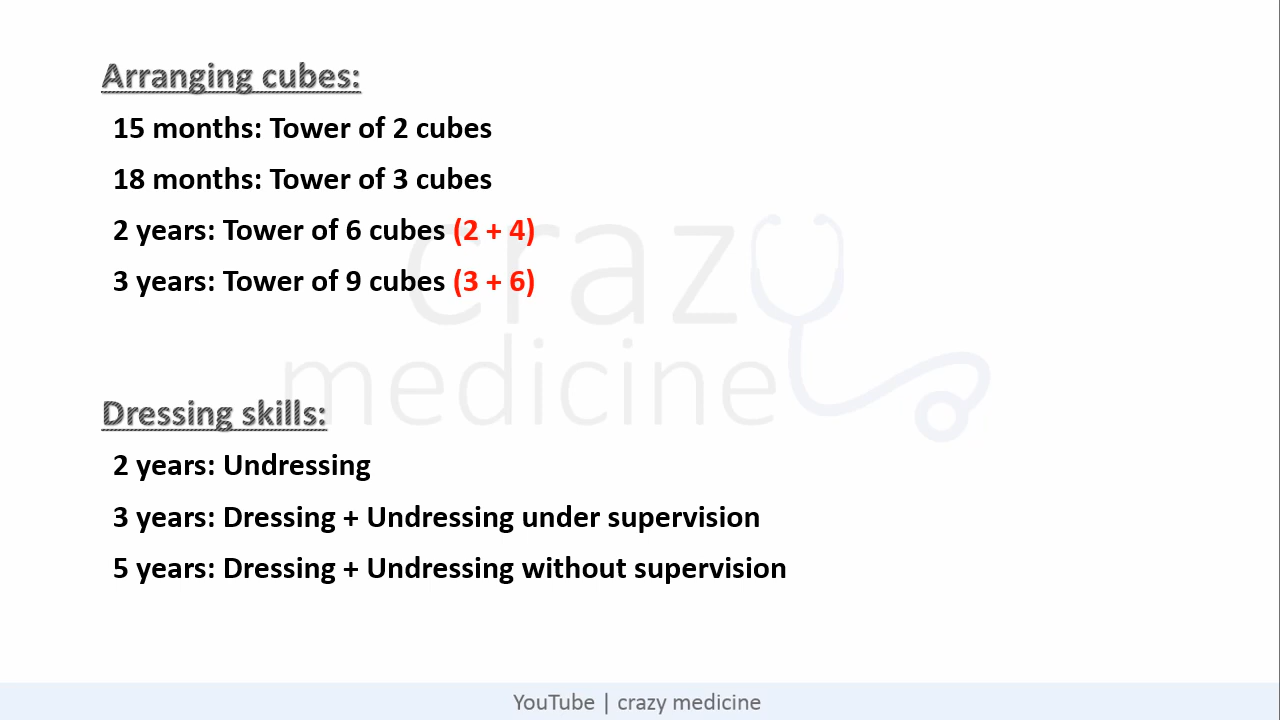 Arranging cubes:
15 months: Tower of 2 cubes
18 months: Tower of 3 cubes
2 years: Tower of 6 cubes (2 + 4)
3 years: Tower of 9 cubes (3 + 6)
crazy
medicine
Dressing skills:
2 years: Undressing
3 years: Dressing + Undressing under supervision
5 years: Dressing + Undressing without supervision
YouTube | crazy medicine